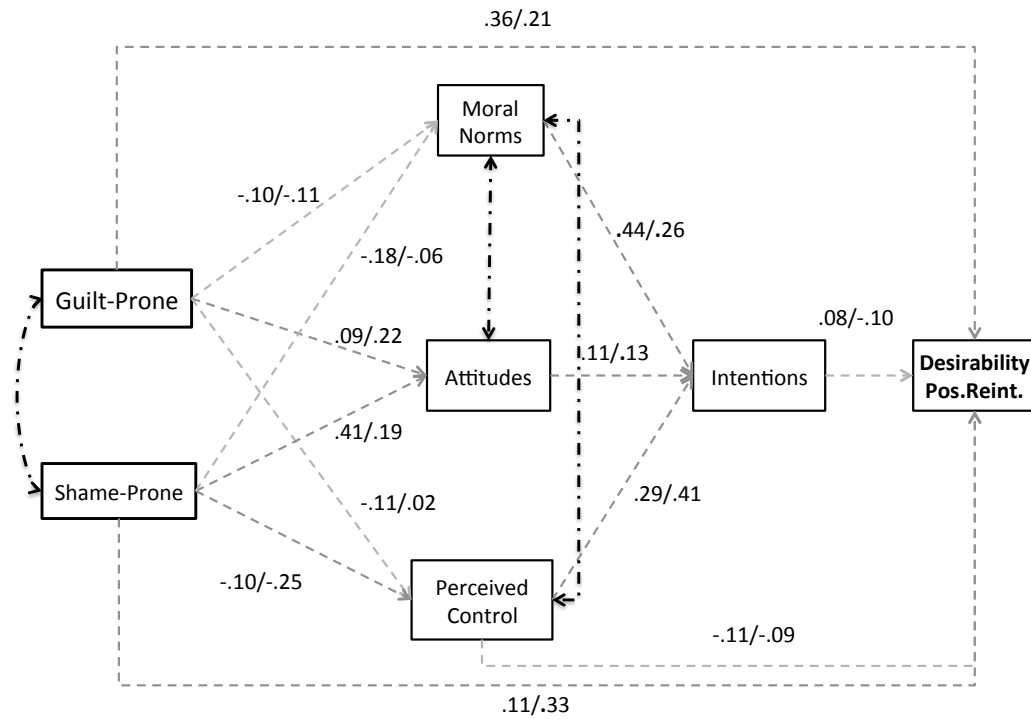 .36/.21
Moral
Norms
-.10/-.11
.44/.26
-.18/-.06
Guilt-Prone
.09/.22
.08/-.10
.11/.13
Attitudes
Intentions
Desirability
Pos.Reint.
.41/.19
Shame-Prone
-.11/.02
.29/.41
-.10/-.25
Perceived
Control
-.11/-.09
.11/.33